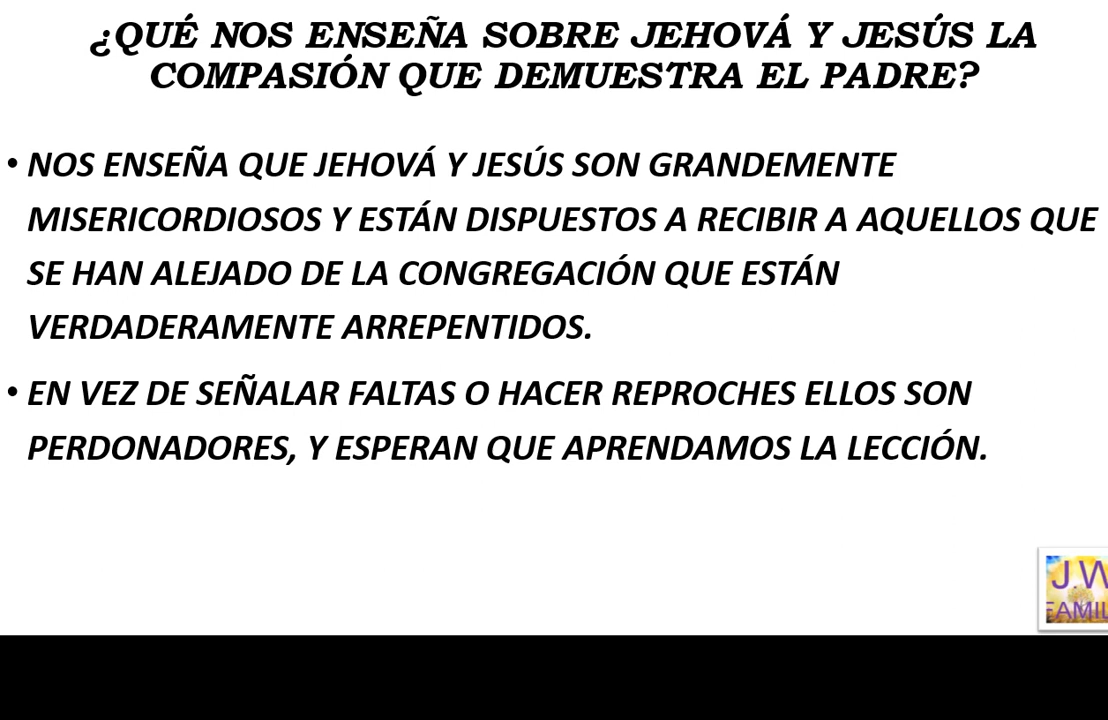 ¿QUÉ NOS ENSEÑA SOBRE JEHOVÁ Y JESÚS LA
COMPASIÓN QUE DEMUESTRA EL PADRE?
• NOS ENSEÑA QUE JEHOVÁ Y JESÚS SON GRANDEMENTE
MISERICORDIOSOS Y ESTÁN DISPUESTOS A RECIBIR A AQUELLOS QUE
SE HAN ALEJADO DE LA CONGREGACIÓN QUE ESTÁN
VERDADERAMENTE ARREPENTIDOS.
• EN VEZ DE SEÑALAR FALTAS O HACER REPROCHES ELLOS SON
PERDONADORES, Y ESPERAN QUE APRENDAMOS LA LECCIÓN.
J.W